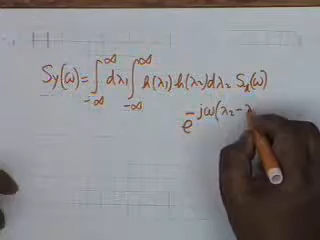 Sy(ω) = ∫_{-∞}^{∞} dλ₁ ∫_{-∞}^{∞} h(λ₁) h(λ₂) dλ₂ Sx(ω)
e^{-jω(λ₂ - λ